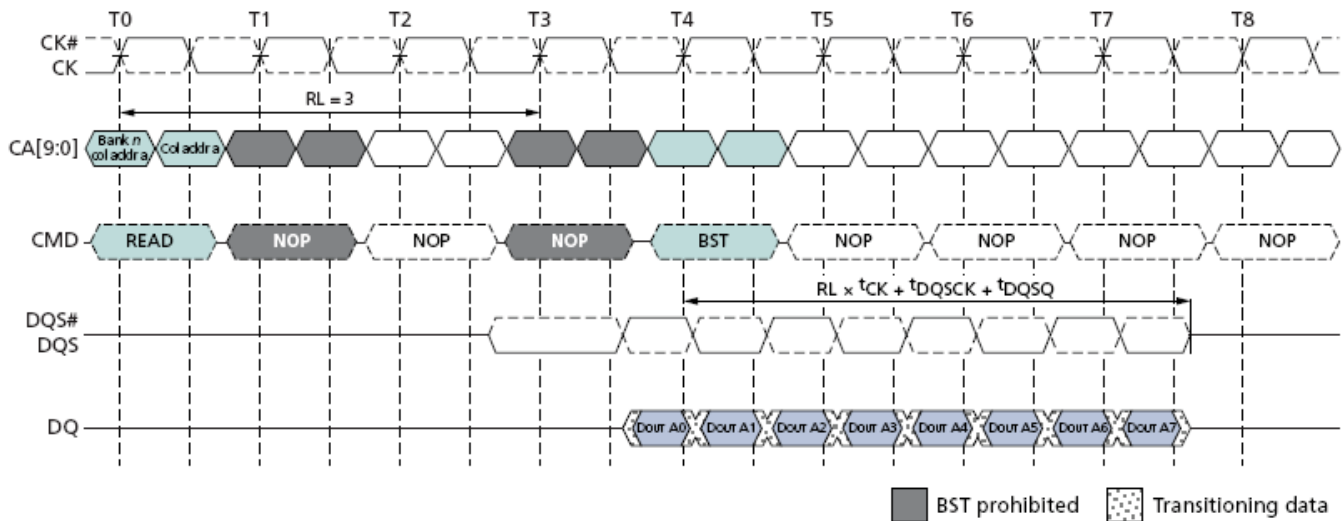 T0 T1 T2 T3 T4 T5 T6 T7 T8
CK#
CK
RL = 3
CA[9:0] Bank n col addr a Col addr a
CMD READ NOP NOP NOP BST NOP NOP NOP NOP
RL × tCK + tDQSCK + tDQSQ
DQS#
DQS
DQ DOUT A0 DOUT A1 DOUT A2 DOUT A3 DOUT A4 DOUT A5 DOUT A6 DOUT A7
BST prohibited Transitioning data